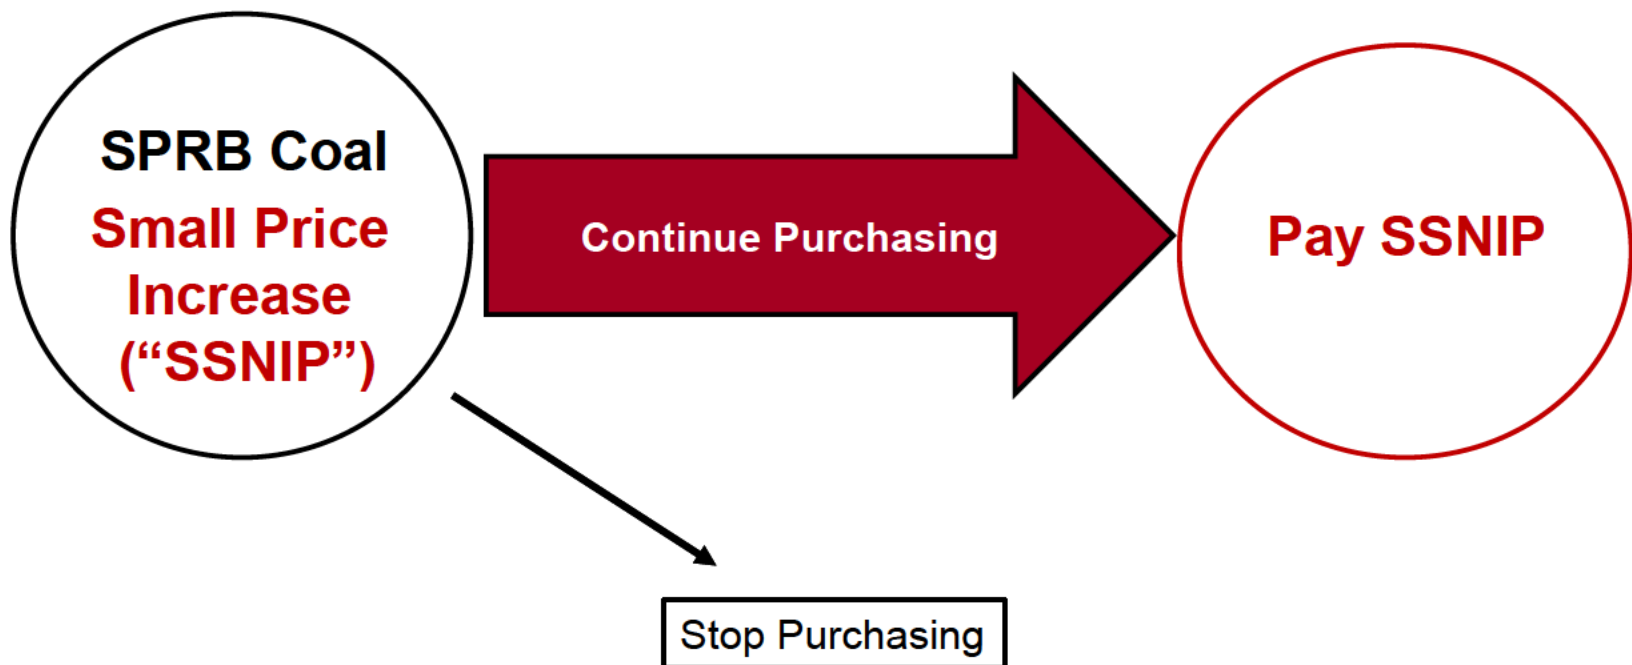 SPRB Coal
Small Price
Increase
(“SSNIP”)
Continue Purchasing
Pay SSNIP
Stop Purchasing